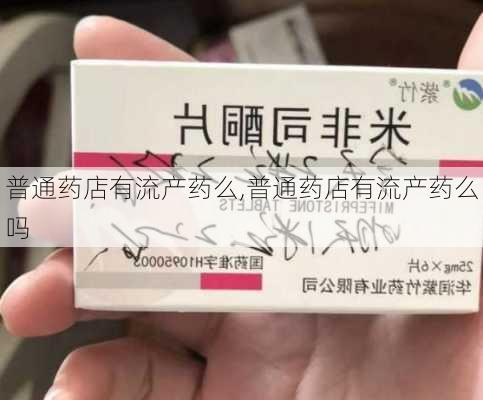 紫竹®
米非司酮片
普通药店有流产药么,普通药店有流产药么
吗
MIFEPRISTONE TABLETS
国药准字H10950003
25mg×6片
华润紫竹药业有限公司